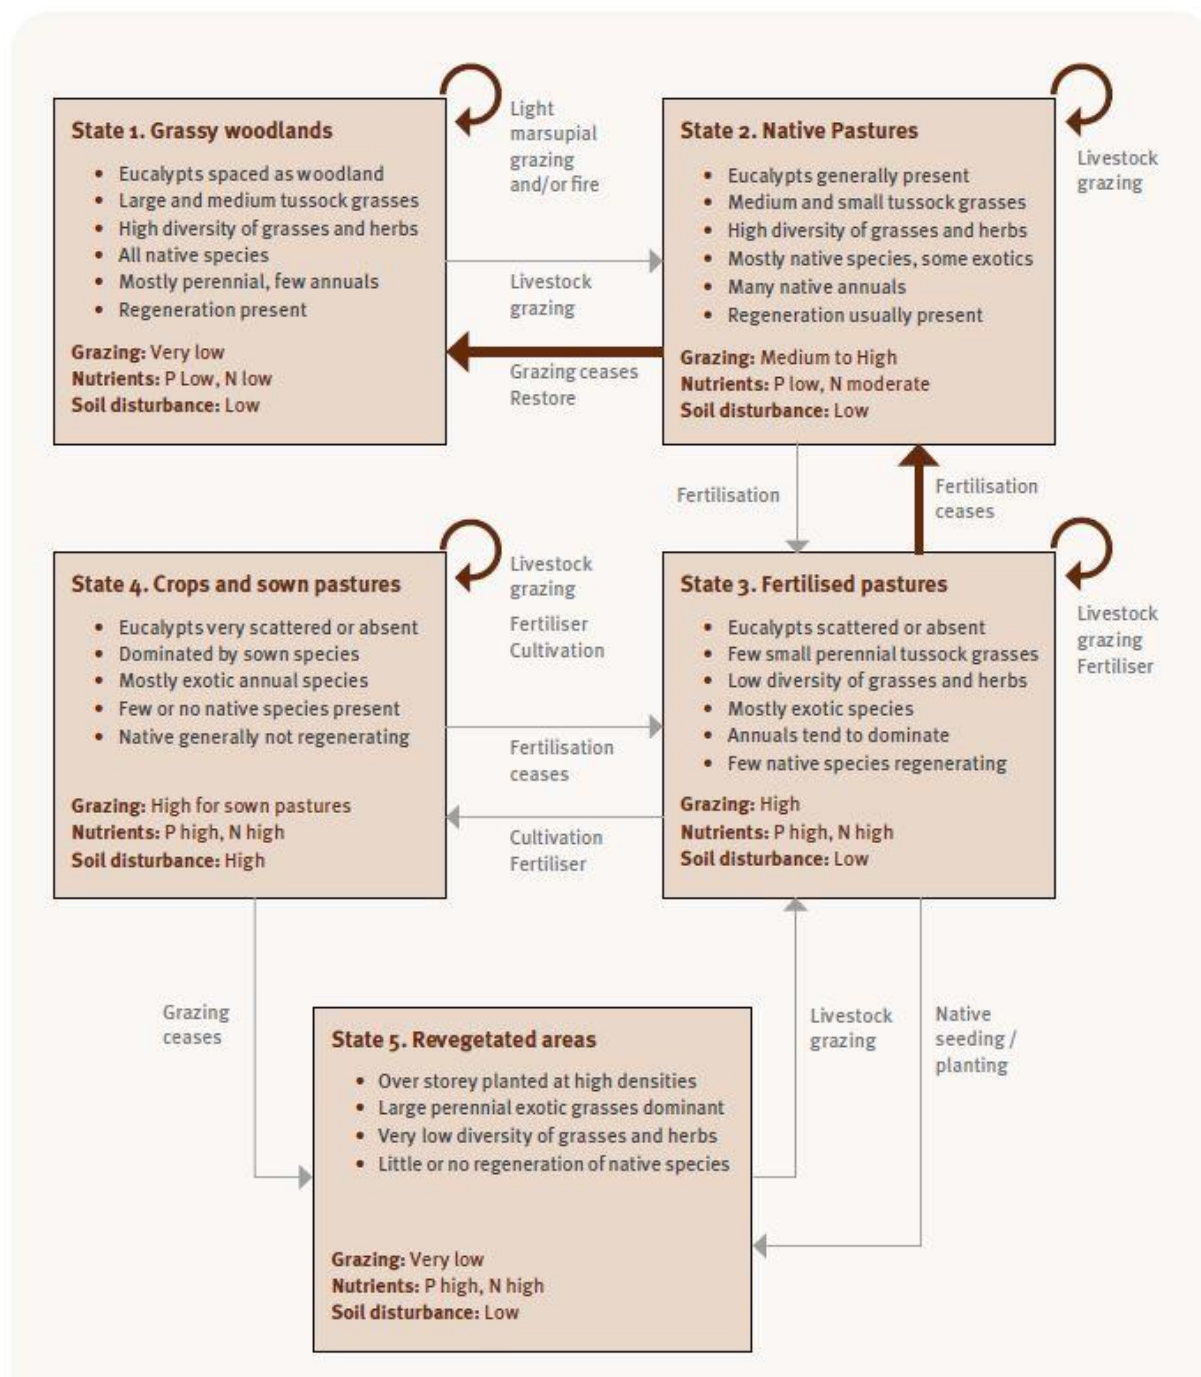 State 1. Grassy woodlands
• Eucalypts spaced as woodland
• Large and medium tussock grasses
• High diversity of grasses and herbs
• All native species
• Mostly perennial, few annuals
• Regeneration present
Grazing: Very low
Nutrients: P Low, N low
Soil disturbance: Low
Light
marsupial
grazing
and/or fire
Livestock
grazing
Grazing ceases
Restore
State 2. Native Pastures
• Eucalypts generally present
• Medium and small tussock grasses
• High diversity of grasses and herbs
• Mostly native species, some exotics
• Many native annuals
• Regeneration usually present
Grazing: Medium to High
Nutrients: P low, N moderate
Soil disturbance: Low
Livestock
grazing
Fertilisation
Fertilisation
ceases
State 4. Crops and sown pastures
• Eucalypts very scattered or absent
• Dominated by sown species
• Mostly exotic annual species
• Few or no native species present
• Native generally not regenerating
Grazing: High for sown pastures
Nutrients: P high, N high
Soil disturbance: High
Livestock
grazing
Fertiliser
Cultivation
Fertilisation
ceases
Cultivation
Fertiliser
State 3. Fertilised pastures
• Eucalypts scattered or absent
• Few small perennial tussock grasses
• Low diversity of grasses and herbs
• Mostly exotic species
• Annuals tend to dominate
• Few native species regenerating
Grazing: High
Nutrients: P high, N high
Soil disturbance: Low
Livestock
grazing
Fertiliser
Grazing
ceases
State 5. Revegetated areas
• Over storey planted at high densities
• Large perennial exotic grasses dominant
• Very low diversity of grasses and herbs
• Little or no regeneration of native species
Grazing: Very low
Nutrients: P high, N high
Soil disturbance: Low
Livestock
grazing
Native
seeding /
planting